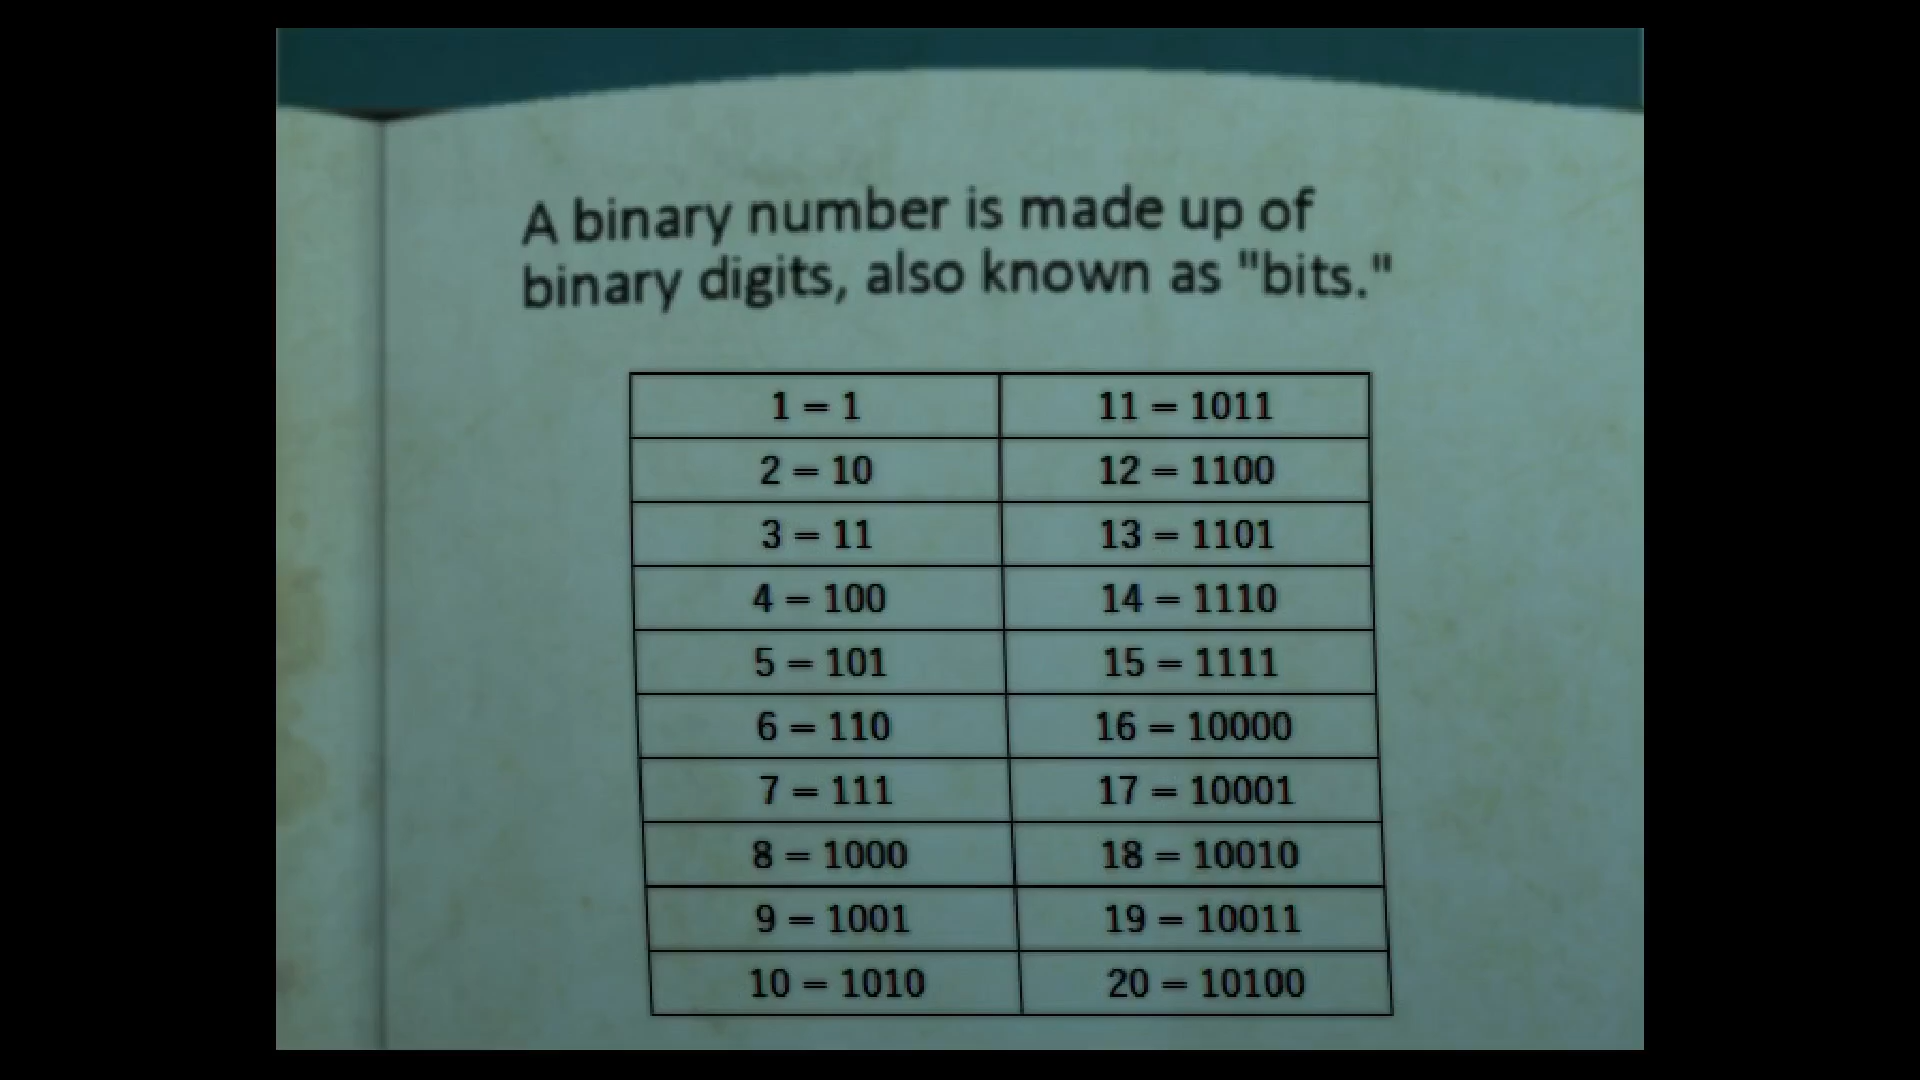 A binary number is made up of
binary digits, also known as "bits."
1 = 1 11 = 1011
2 = 10 12 = 1100
3 = 11 13 = 1101
4 = 100 14 = 1110
5 = 101 15 = 1111
6 = 110 16 = 10000
7 = 111 17 = 10001
8 = 1000 18 = 10010
9 = 1001 19 = 10011
10 = 1010 20 = 10100